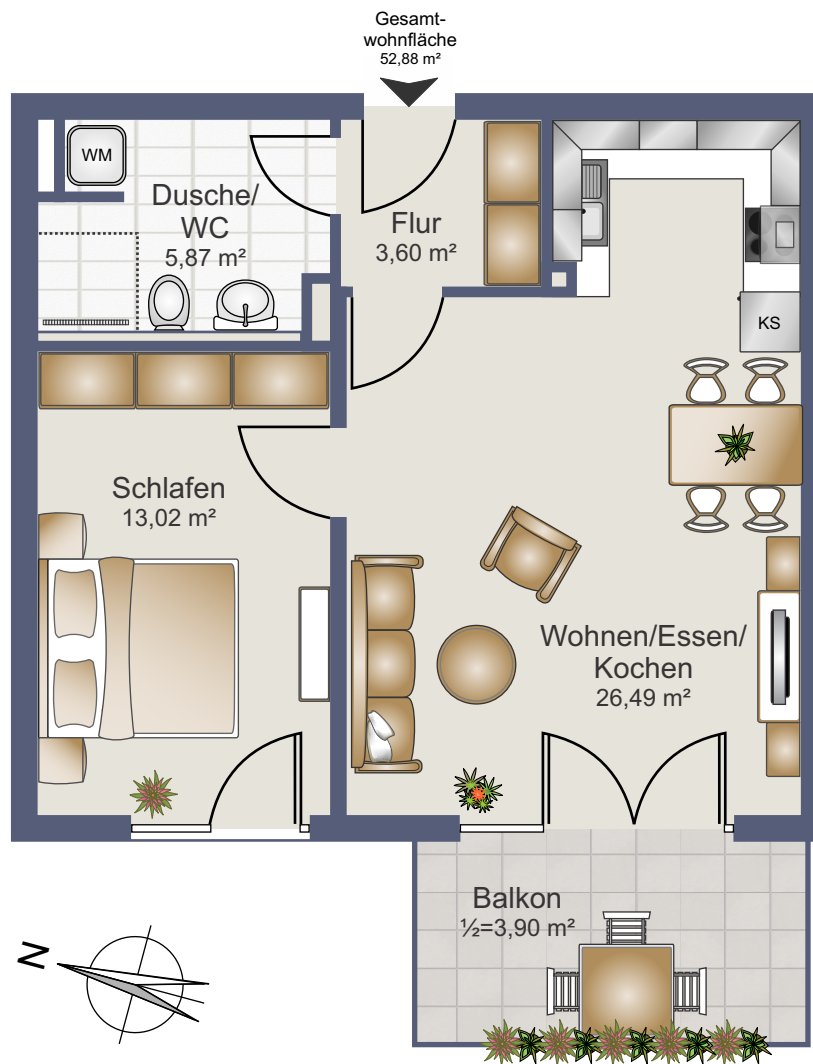 Gesamt-
wohnfläche
52,88 m²
WM
Dusche/
WC
5,87 m²
Flur
3,60 m²
KS
Schlafen
13,02 m²
Wohnen/Essen/
Kochen
26,49 m²
Balkon
½=3,90 m²
N